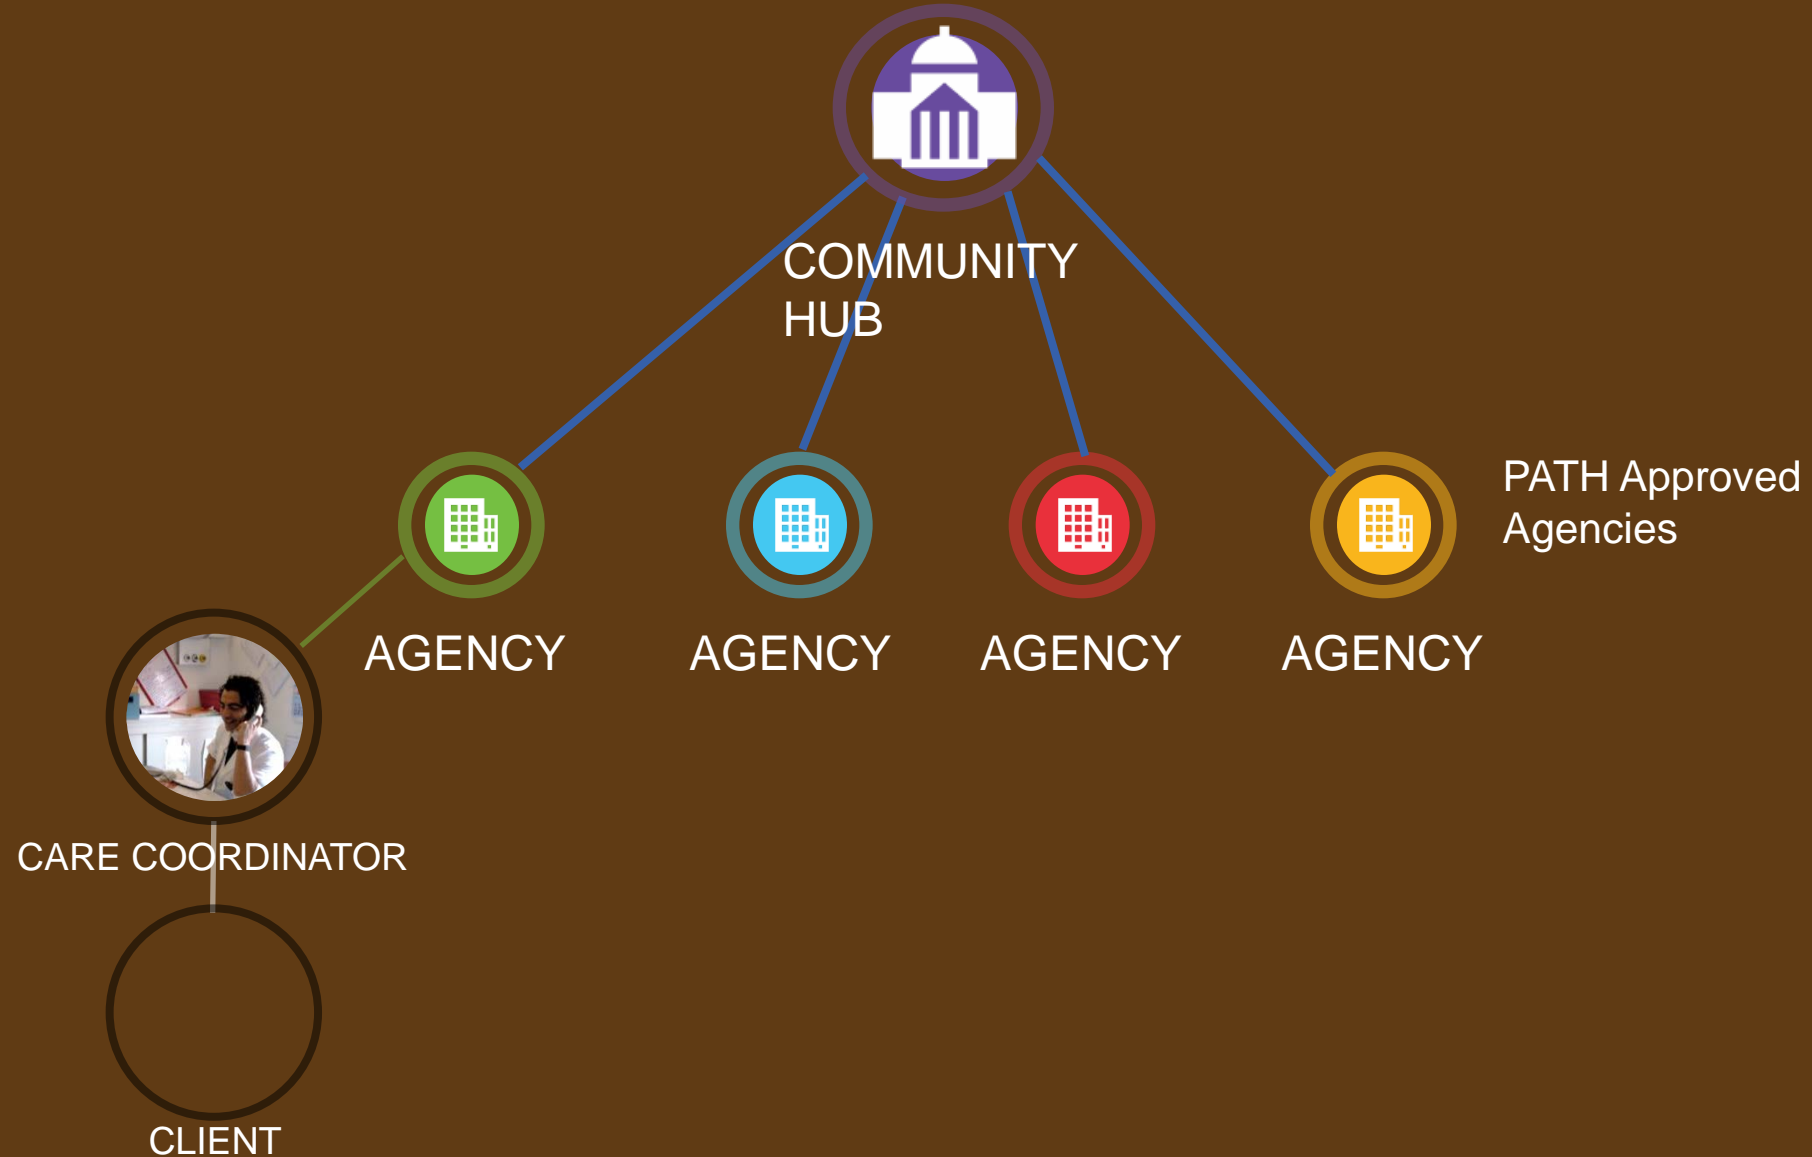 COMMUNITY
HUB
PATH Approved
Agencies
AGENCY
AGENCY
AGENCY
AGENCY
CARE COORDINATOR
CLIENT